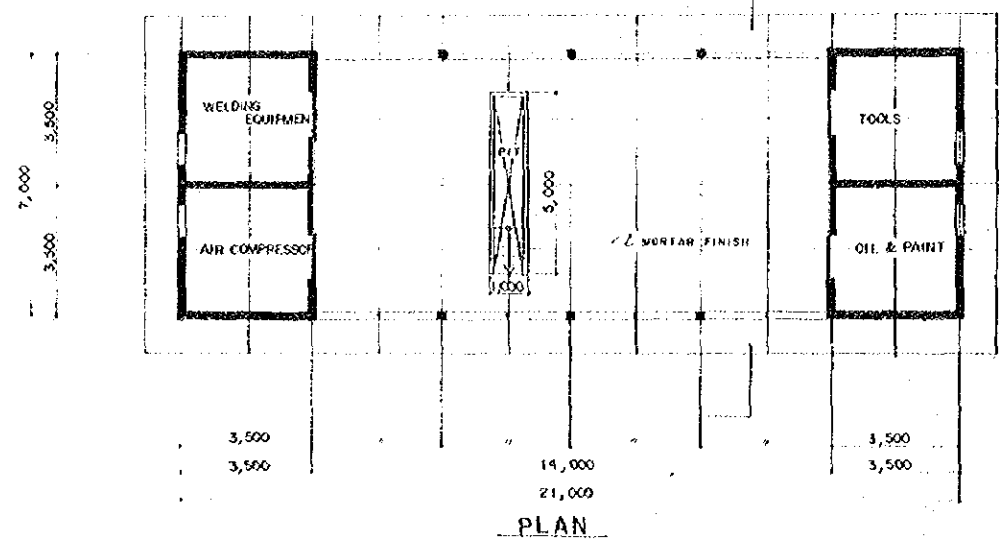 WELDING
EQUIPMEN
TOOLS
PIT
3,500
7,000
5,000
3,500
AIR COMPRESSOR
MORTAR FINISH
OIL & PAINT
1,000
3,500
3,500
3,500
14,000
3,500
21,000
PLAN